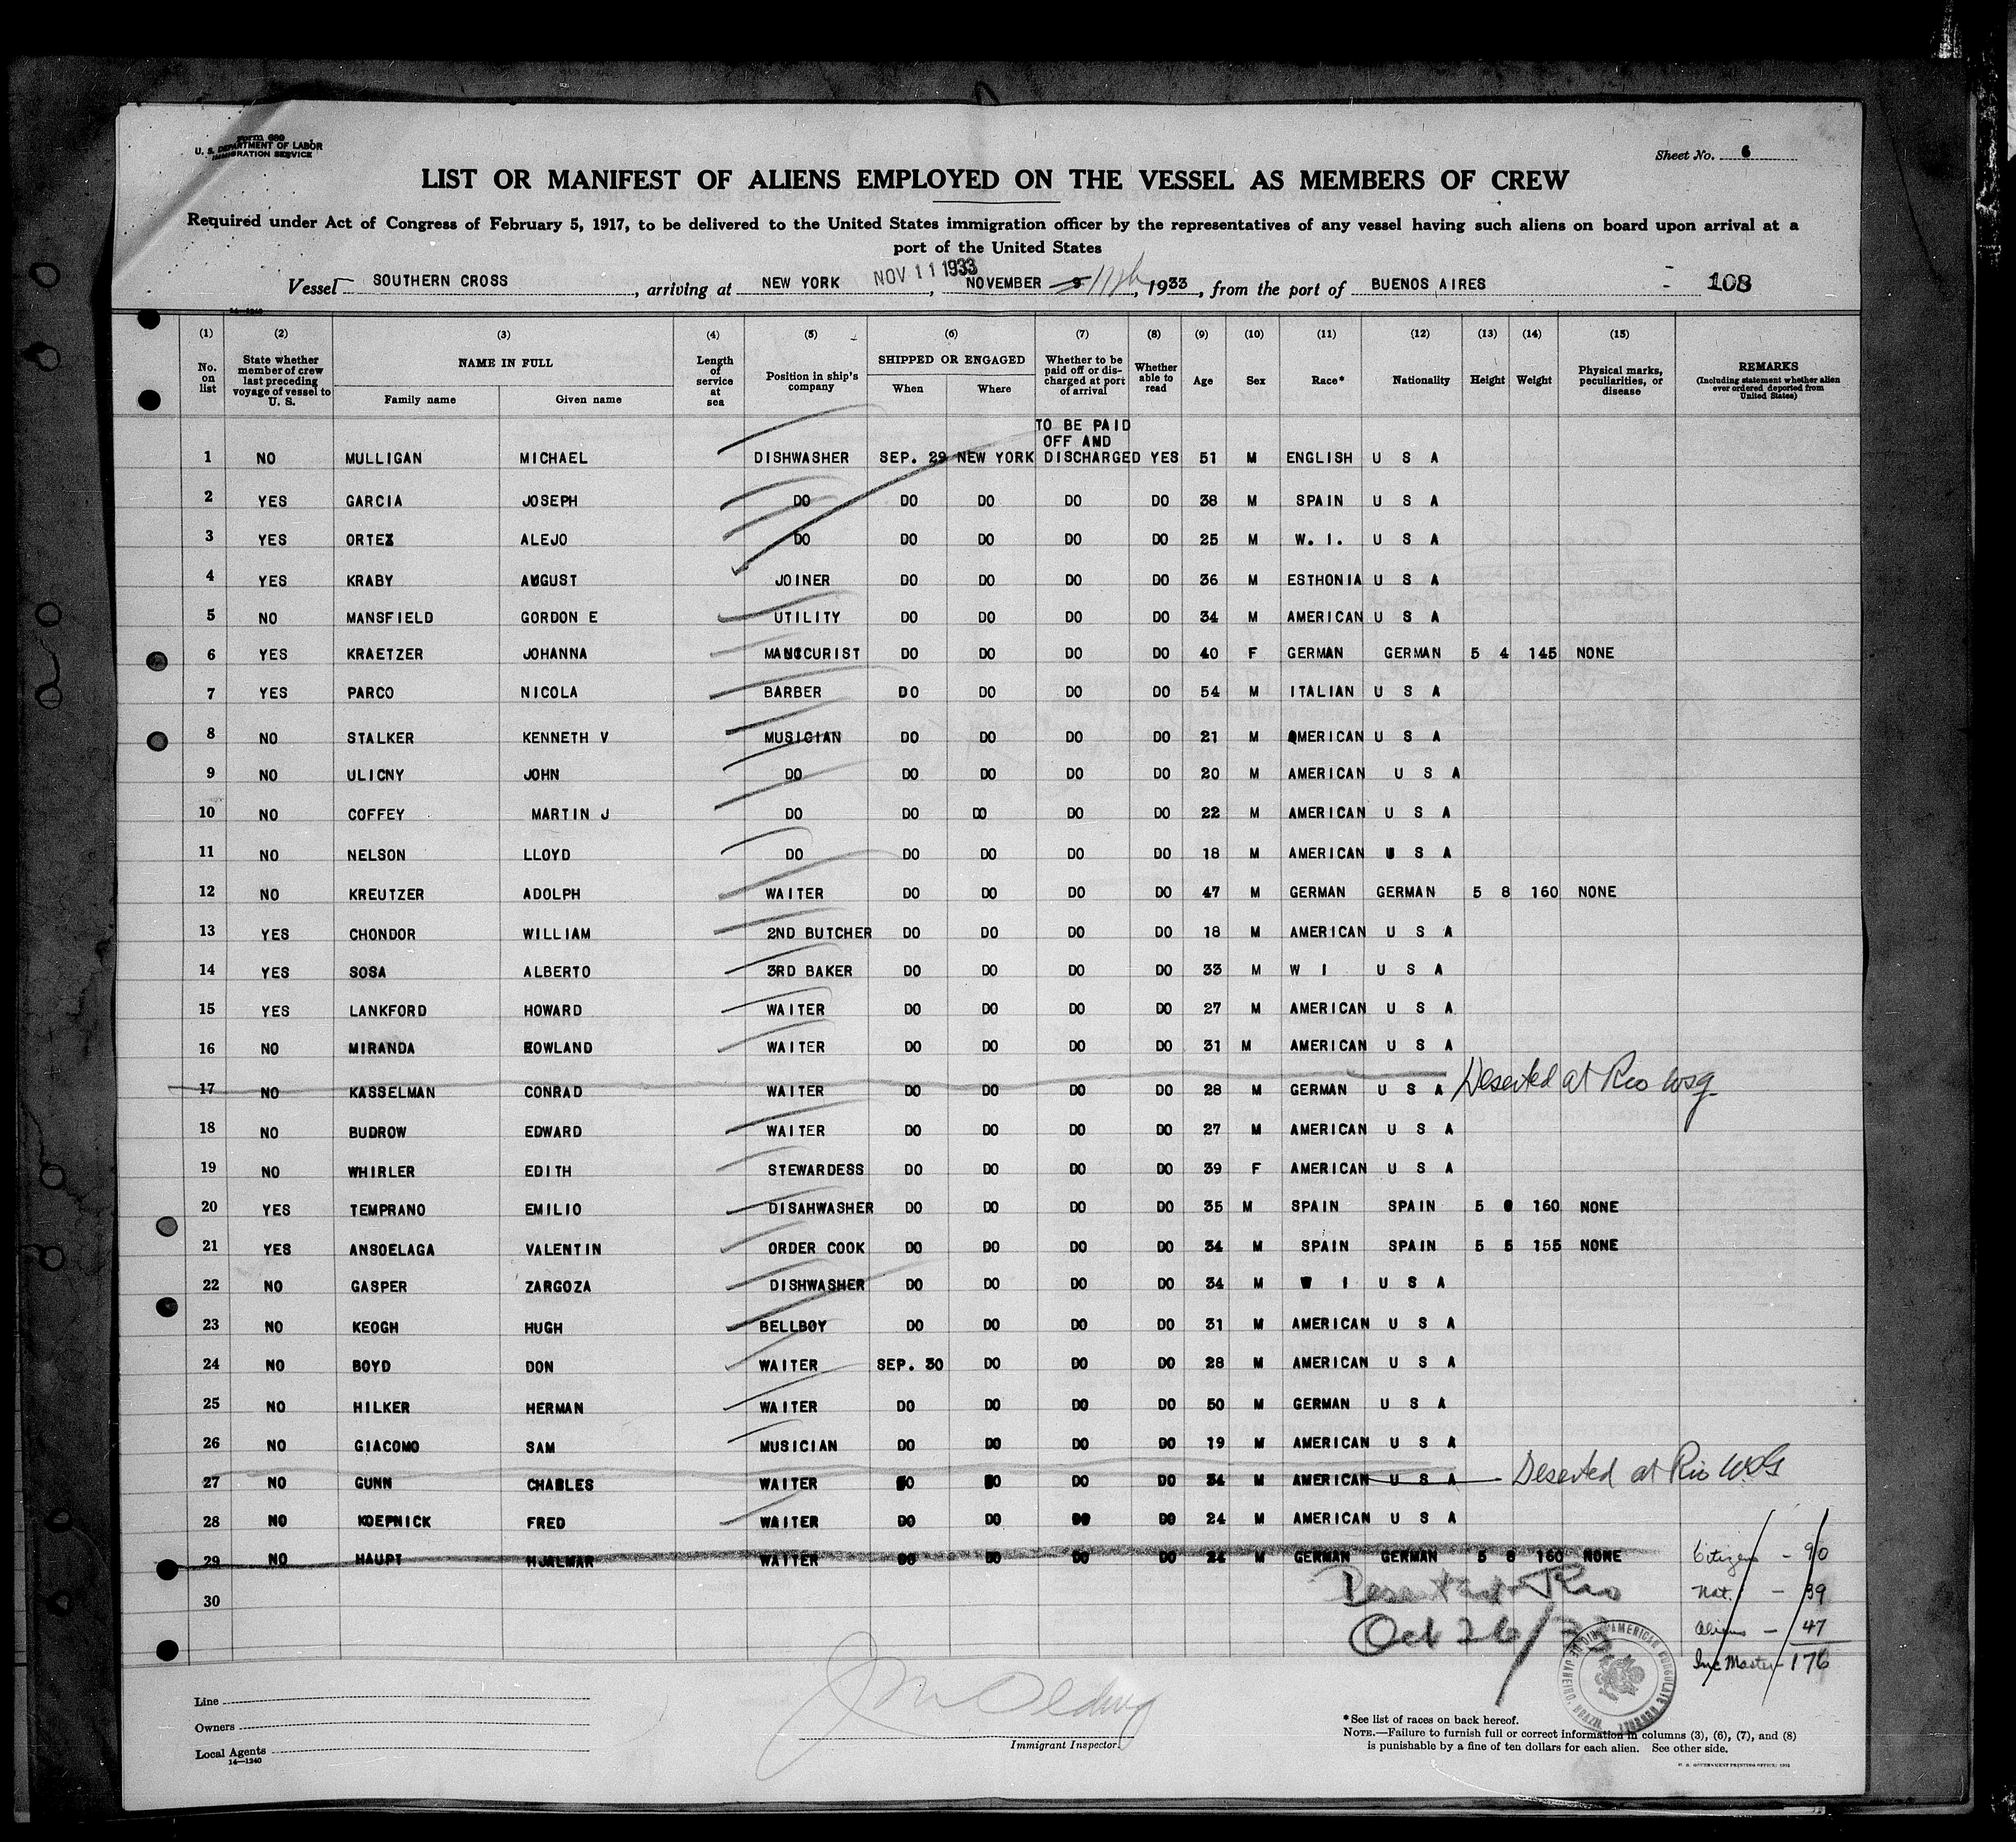 Form 680
U. S. DEPARTMENT OF LABOR
IMMIGRATION SERVICE
Sheet No. 6
LIST OR MANIFEST OF ALIENS EMPLOYED ON THE VESSEL AS MEMBERS OF CREW
Required under Act of Congress of February 5, 1917, to be delivered to the United States immigration officer by the representatives of any vessel having such aliens on board upon arrival at a
port of the United States
Vessel SOUTHERN CROSS, arriving at NEW YORK NOV 11 1933, NOVEMBER 11th, 1933, from the port of BUENOS AIRES - 108
14—1240
(1) (2) (3) (4) (5) (6) (7) (8) (9) (10) (11) (12) (13) (14) (15)
No. on list State whether member of crew last preceding voyage of vessel to U. S. NAME IN FULL Family name Given name Length of service at sea Position in ship's company SHIPPED OR ENGAGED When Where Whether to be paid off or discharged at port of arrival Whether able to read Age Sex Race* Nationality Height Weight Physical marks, peculiarities, or disease REMARKS (Including statement whether alien ever ordered deported from United States)
TO BE PAID
OFF AND
1 NO MULLIGAN MICHAEL DISHWASHER SEP. 29 NEW YORK DISCHARGED YES 51 M ENGLISH U S A
2 YES GARCIA JOSEPH DO DO DO DO DO 38 M SPAIN U S A
3 YES ORTEZ ALEJO DO DO DO DO DO 25 M W. I. U S A
4 YES KRABY AUGUST JOINER DO DO DO DO 36 M ESTHONIA U S A
5 NO MANSFIELD GORDON E UTILITY DO DO DO DO 34 M AMERICAN U S A
6 YES KRAETZER JOHANNA MANICURIST DO DO DO DO 40 F GERMAN GERMAN 5 4 145 NONE
7 YES PARCO NICOLA BARBER DO DO DO DO 54 M ITALIAN U S A
8 NO STALKER KENNETH V MUSICIAN DO DO DO DO 21 M AMERICAN U S A
9 NO ULICNY JOHN DO DO DO DO DO 20 M AMERICAN U S A
10 NO COFFEY MARTIN J DO DO DO DO DO 22 M AMERICAN U S A
11 NO NELSON LLOYD DO DO DO DO DO 18 M AMERICAN U S A
12 NO KREUTZER ADOLPH WAITER DO DO DO DO 47 M GERMAN GERMAN 5 8 160 NONE
13 YES CHONDOR WILLIAM 2ND BUTCHER DO DO DO DO 18 M AMERICAN U S A
14 YES SOSA ALBERTO 3RD BAKER DO DO DO DO 33 M W I U S A
15 YES LANKFORD HOWARD WAITER DO DO DO DO 27 M AMERICAN U S A
16 NO MIRANDA ROWLAND WAITER DO DO DO DO 31 M AMERICAN U S A
17 NO KASSELMAN CONRAD WAITER DO DO DO DO 28 M GERMAN U S A Deserted at Rio WSG
18 NO BUDROW EDWARD WAITER DO DO DO DO 27 M AMERICAN U S A
19 NO WHIRLER EDITH STEWARDESS DO DO DO DO 39 F AMERICAN U S A
20 YES TEMPRANO EMILIO DISAHWASHER DO DO DO DO 35 M SPAIN SPAIN 5 160 NONE
21 YES ANSOELAGA VALENTIN ORDER COOK DO DO DO DO 34 M SPAIN SPAIN 5 5 155 NONE
22 NO GASPER ZARGOZA DISHWASHER DO DO DO DO 34 M W I U S A
23 NO KEOGH HUGH BELLBOY DO DO DO DO 31 M AMERICAN U S A
24 NO BOYD DON WAITER SEP. 30 DO DO DO 28 M AMERICAN U S A
25 NO HILKER HERMAN WAITER DO DO DO DO 50 M GERMAN U S A
26 NO GIACOMO SAM MUSICIAN DO DO DO DO 19 M AMERICAN U S A
27 NO GUNN CHARLES WAITER DO DO DO DO 34 M AMERICAN U S A Deserted at Rio WSG
28 NO KOEPNICK FRED WAITER DO DO DO DO 24 M AMERICAN U S A
29 NO HAUPT HJALMAR WAITER DO DO DO DO 24 M GERMAN GERMAN 5 8 160 NONE
Citizens - 90
30 Deserted Rio
Nat. - 39
Oct 26/33
Aliens - 47
Inc Master - 176
AMERICAN CONSULATE GENERAL RIO DE JANEIRO
Line
Owners
Local Agents
14—1240
Immigrant Inspector.
*See list of races on back hereof.
NOTE.—Failure to furnish full or correct information in columns (3), (6), (7), and (8)
is punishable by a fine of ten dollars for each alien. See other side.
U. S. GOVERNMENT PRINTING OFFICE: 1932